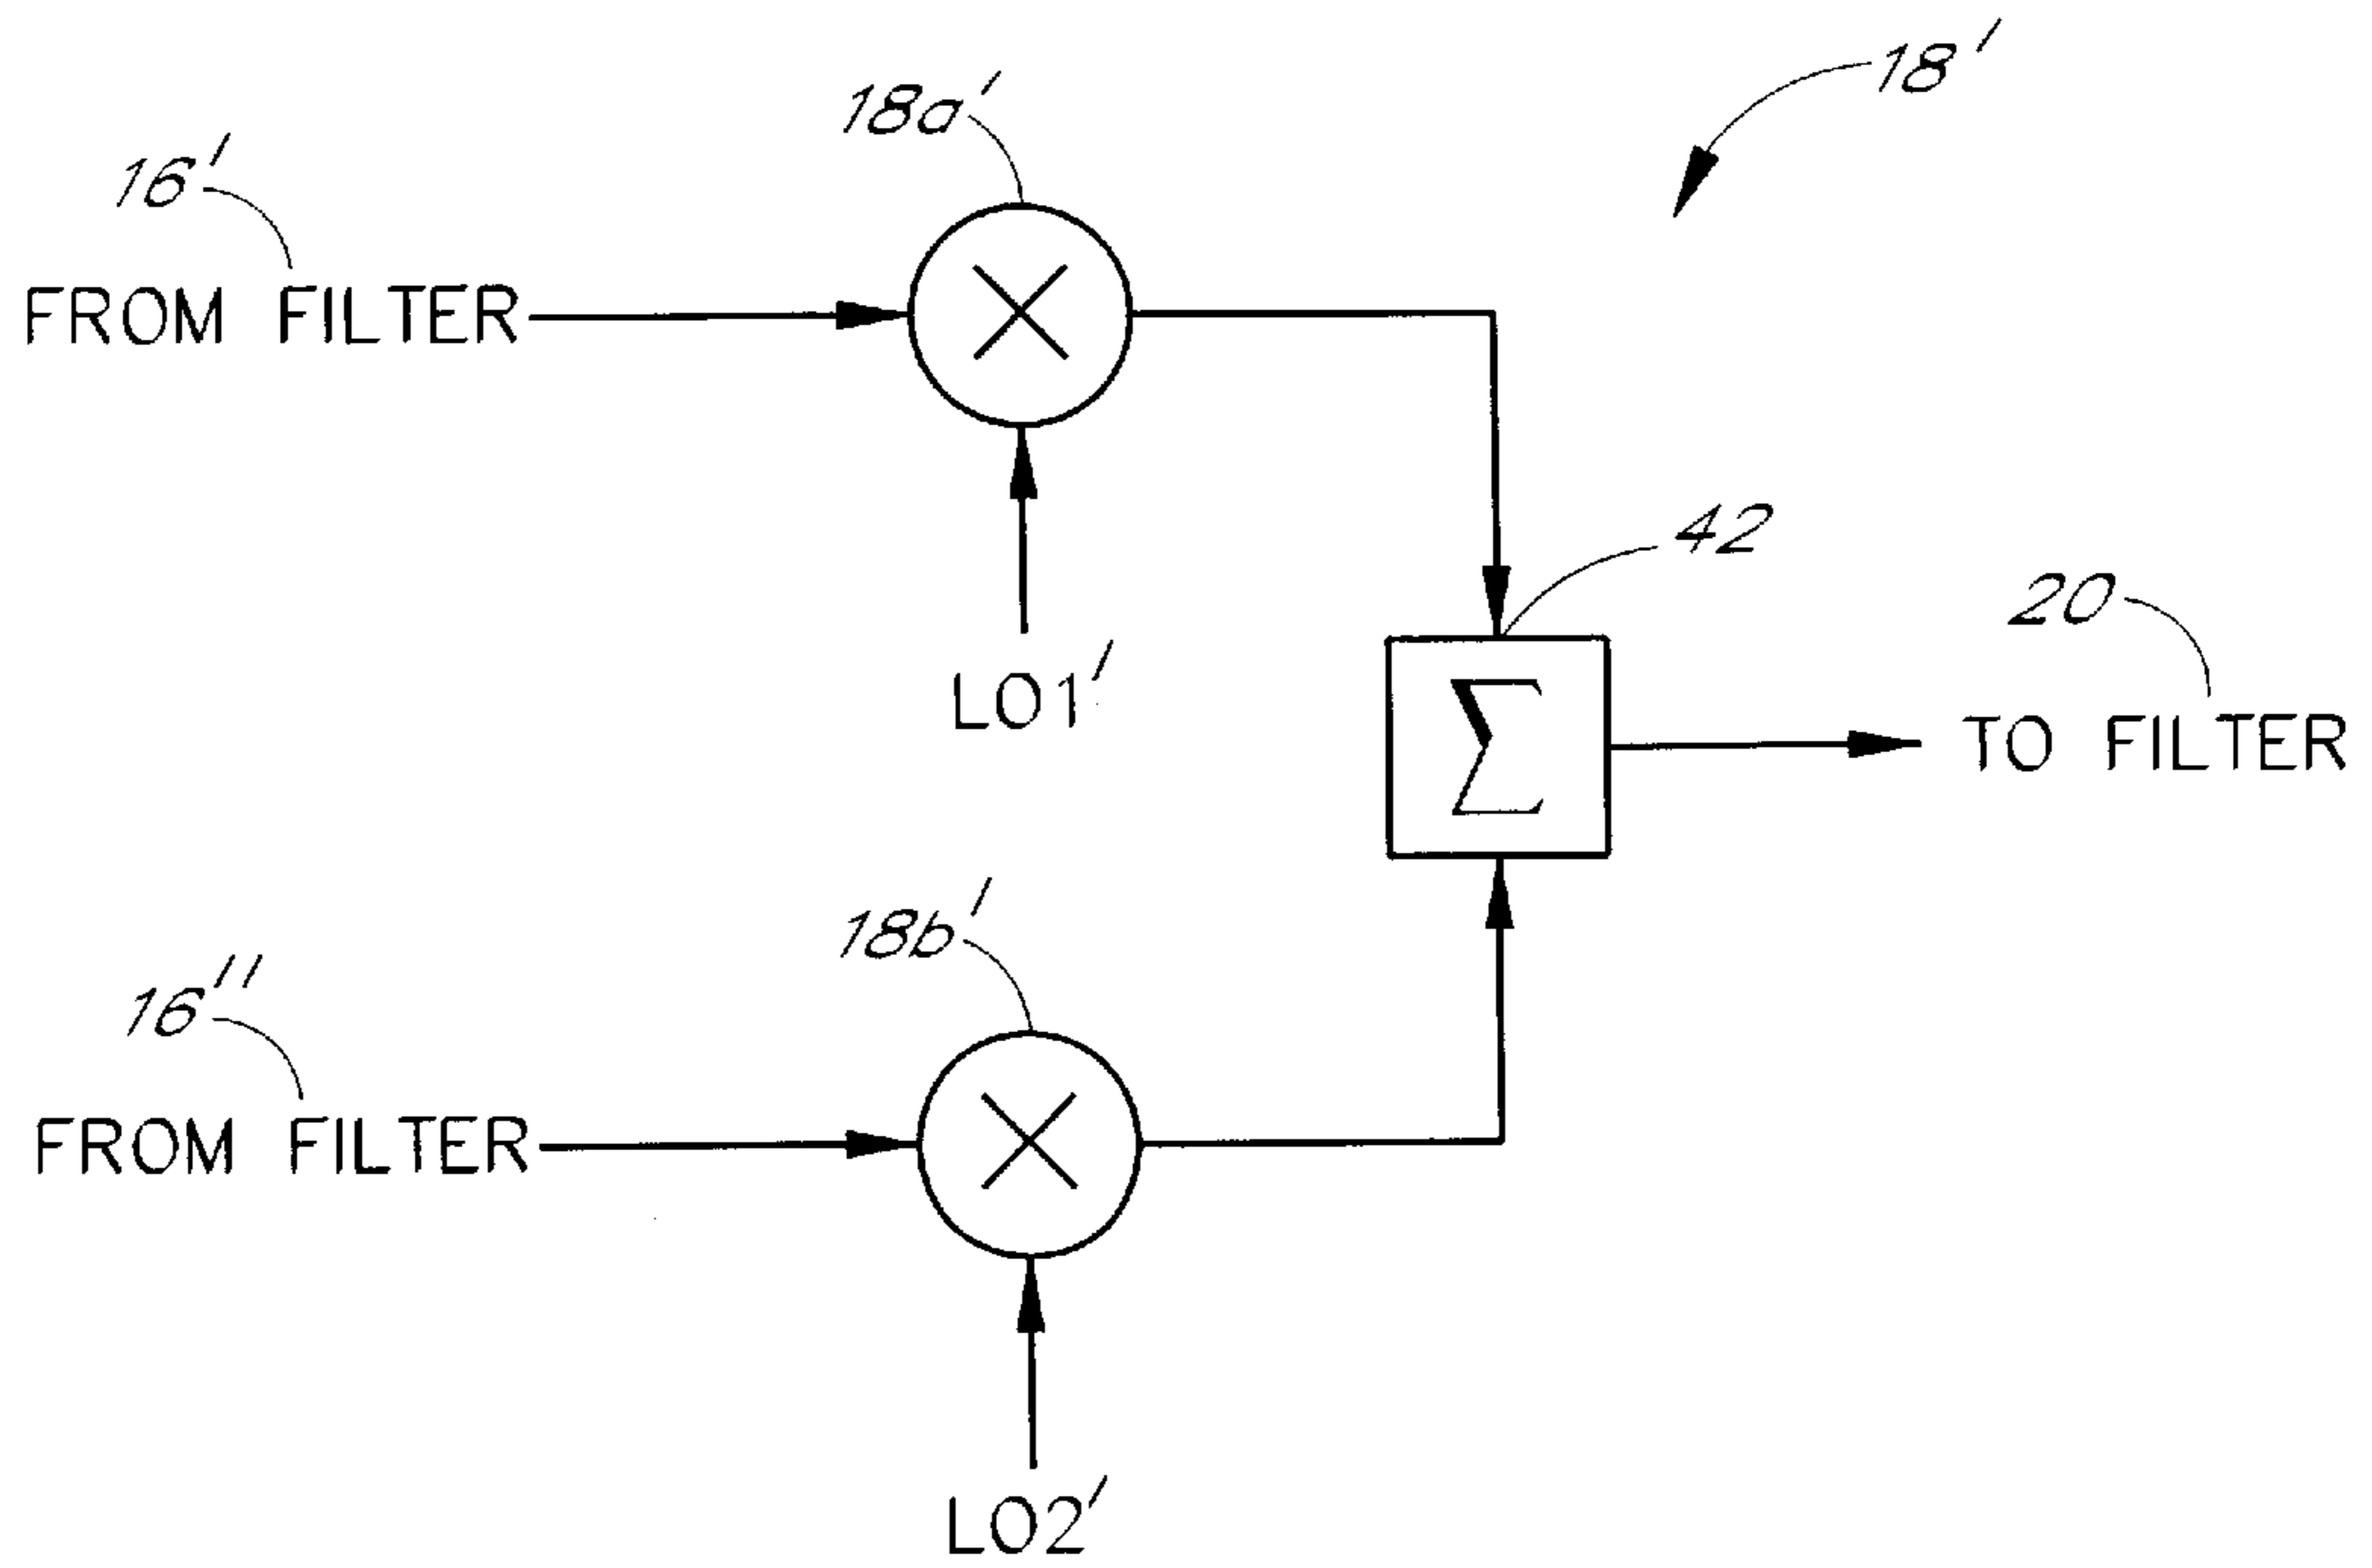 18'
18a'
16'
FROM FILTER
LO1'
42
20
Σ
TO FILTER
18b'
16''
FROM FILTER
LO2'